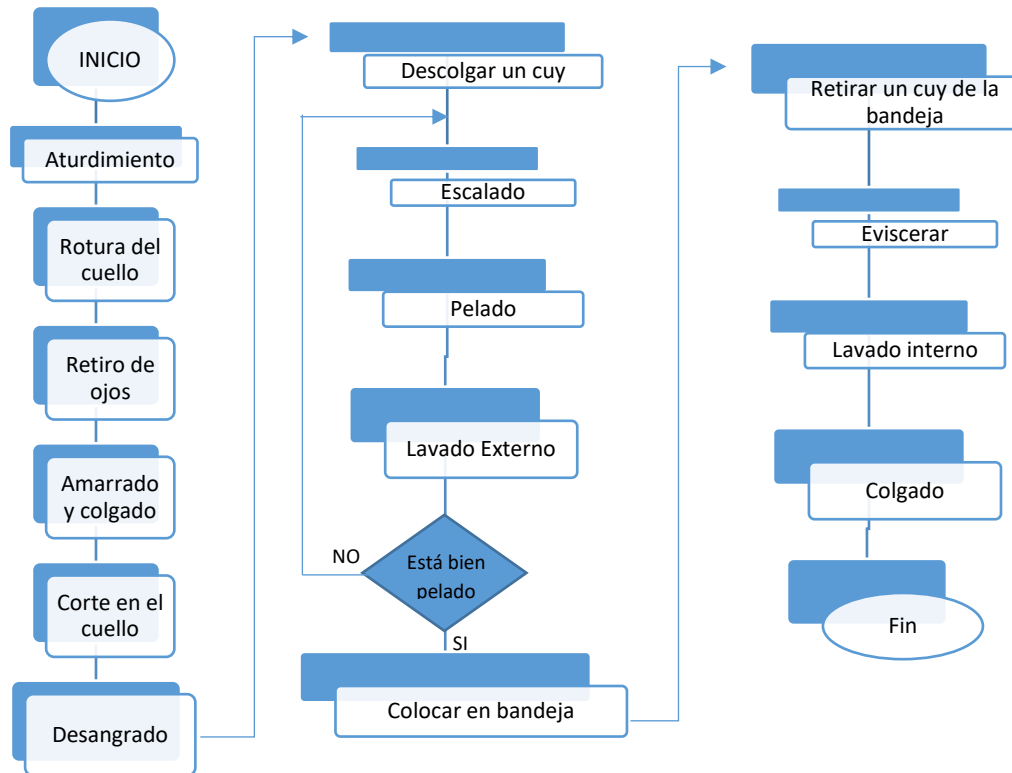 INICIO
Aturdimiento
Rotura del
cuello
Retiro de
ojos
Amarrado
y colgado
Corte en el
cuello
Desangrado
Descolgar un cuy
Escalado
Pelado
Lavado Externo
NO
Está bien
pelado
SI
Colocar en bandeja
Retirar un cuy de la
bandeja
Eviscerar
Lavado interno
Colgado
Fin